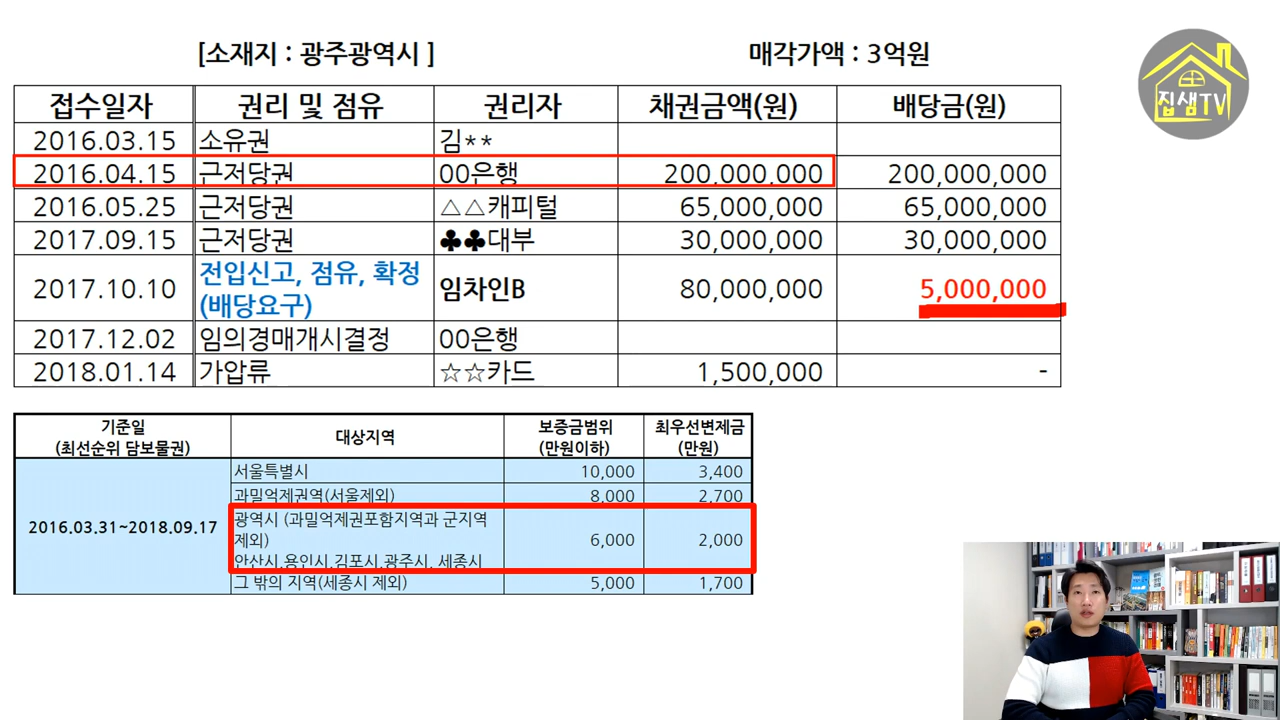 [소재지 : 광주광역시 ]
매각가액 : 3억원
집샘TV
접수일자 권리 및 점유 권리자 채권금액(원) 배당금(원)
2016.03.15 소유권 김**
2016.04.15 근저당권 00은행 200,000,000 200,000,000
2016.05.25 근저당권 △△캐피털 65,000,000 65,000,000
2017.09.15 근저당권 ♣♣대부 30,000,000 30,000,000
2017.10.10 전입신고, 점유, 확정 임차인B 80,000,000 5,000,000
(배당요구)
2017.12.02 임의경매개시결정 00은행
2018.01.14 가압류 ☆☆카드 1,500,000 -
기준일 대상지역 보증금범위 최우선변제금
(최선순위 담보물권) (만원이하) (만원)
2016.03.31~2018.09.17 서울특별시 10,000 3,400
과밀억제권역(서울제외) 8,000 2,700
광역시 (과밀억제권포함지역과 군지역
제외) 6,000 2,000
안산시,용인시,김포시,광주시, 세종시
그 밖의 지역(세종시 제외) 5,000 1,700